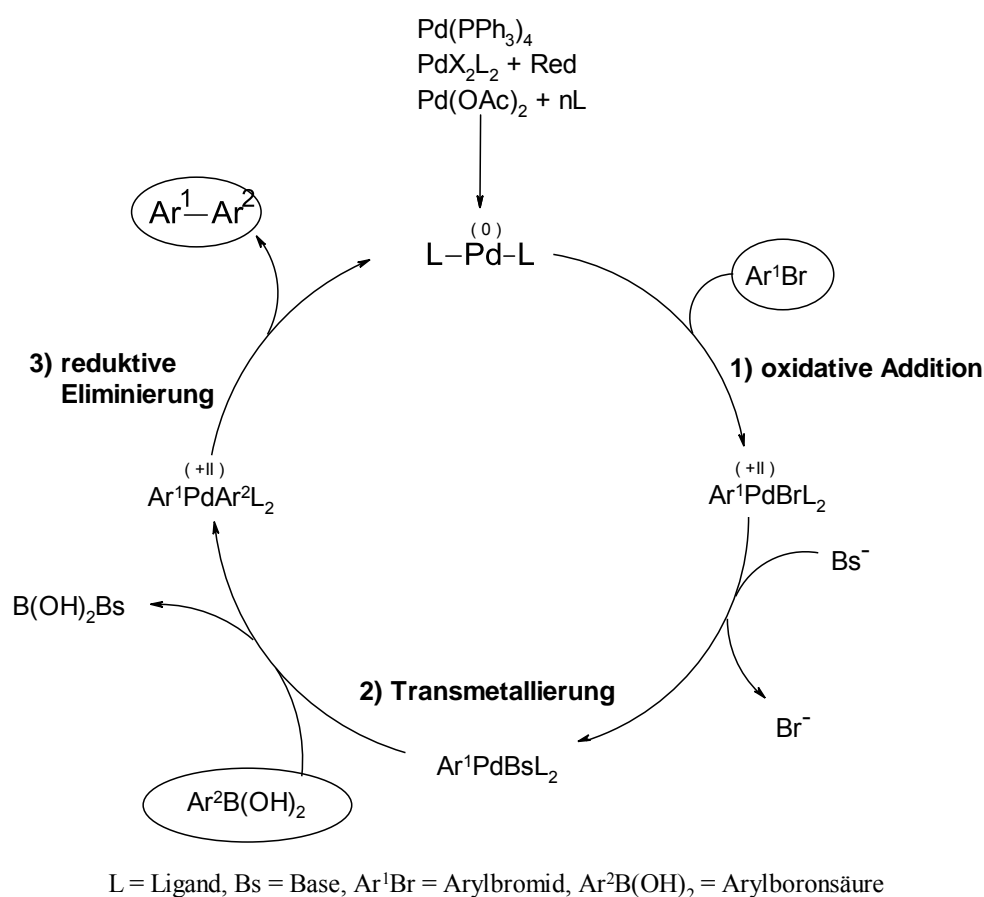 Pd(PPh₃)₄
PdX₂L₂ + Red
Pd(OAc)₂ + nL
Ar¹–Ar²
( 0 )
L–Pd–L
Ar¹Br
3) reduktive
Eliminierung
1) oxidative Addition
( +II )
Ar¹PdAr²L₂
( +II )
Ar¹PdBrL₂
Bs⁻
B(OH)₂Bs
2) Transmetallierung
Br⁻
Ar¹PdBsL₂
Ar²B(OH)₂
L = Ligand, Bs = Base, Ar¹Br = Arylbromid, Ar²B(OH)₂ = Arylboronsäure